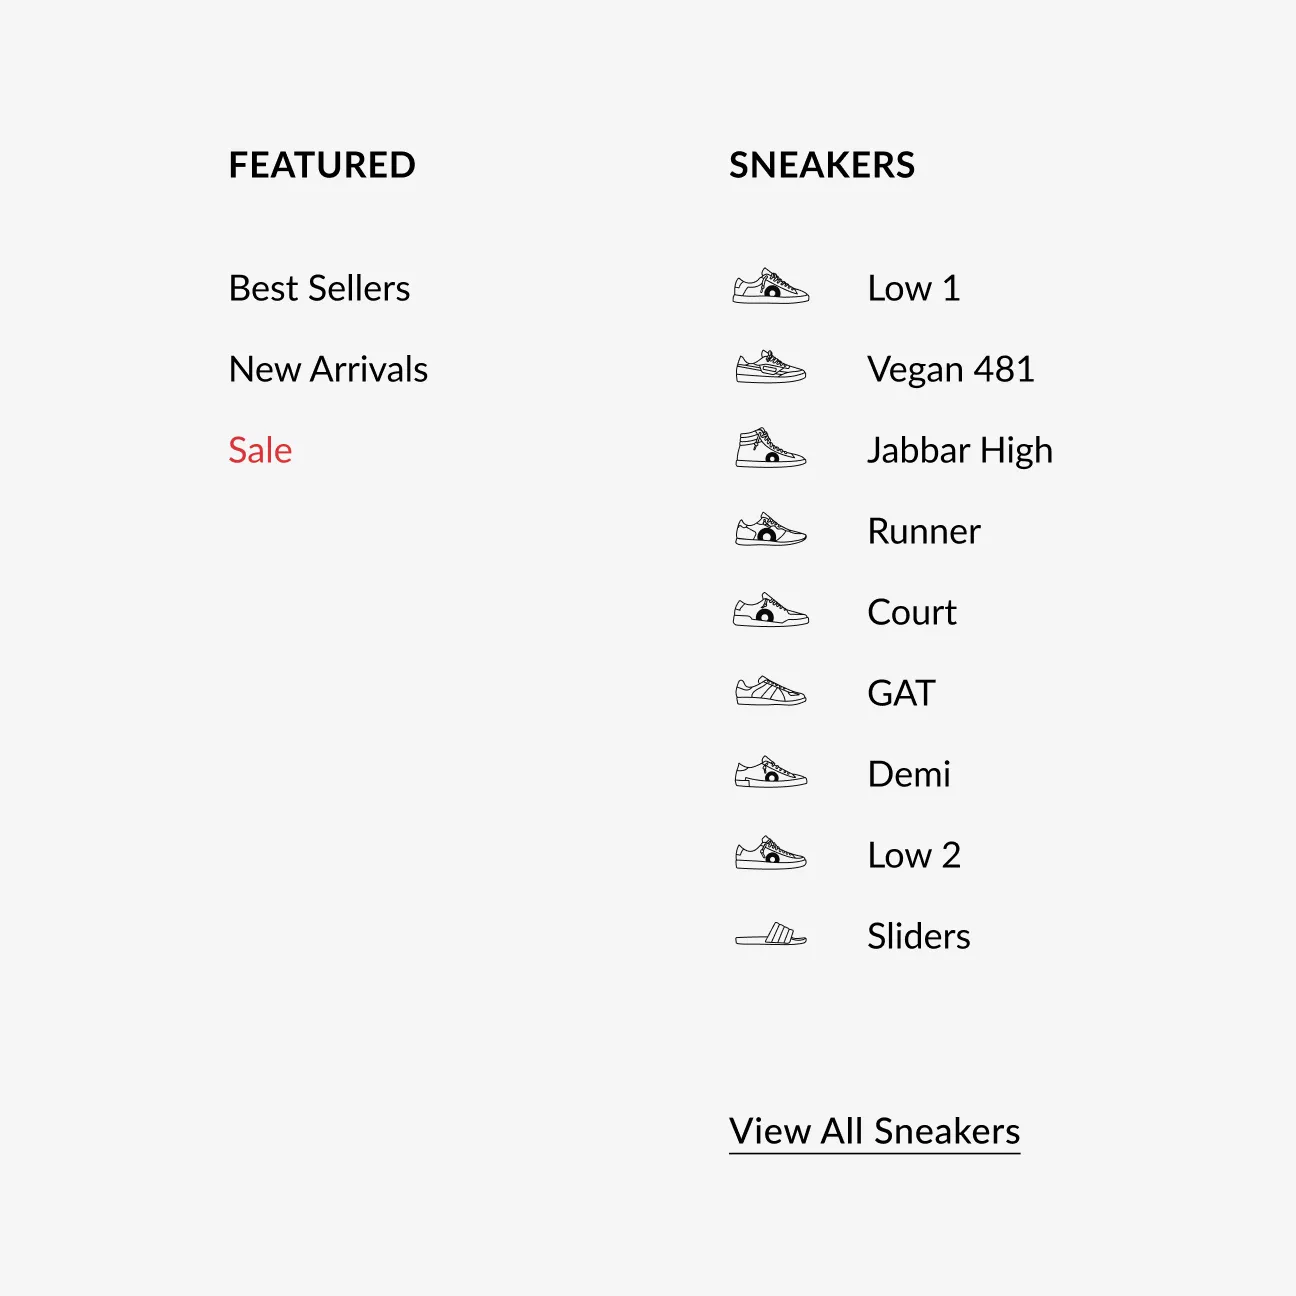 FEATURED
Best Sellers
New Arrivals
Sale
SNEAKERS
Low 1
Vegan 481
Jabbar High
Runner
Court
GAT
Demi
Low 2
Sliders
View All Sneakers